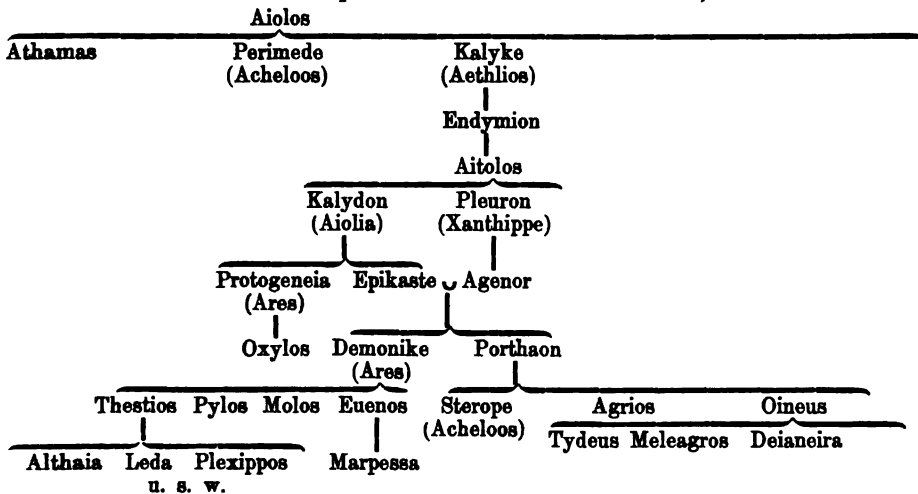 Aiolos
Athamas Perimede Kalyke
(Acheloos) (Aethlios)
Endymion
Aitolos
Kalydon Pleuron
(Aiolia) (Xanthippe)
Protogeneia Epikaste Agenor
(Ares)
Oxylos Demonike Porthaon
(Ares)
Thestios Pylos Molos Euenos Sterope Agrios Oineus
(Acheloos)
Tydeus Meleagros Deianeira
Althaia Leda Plexippos Marpessa
u. s. w.